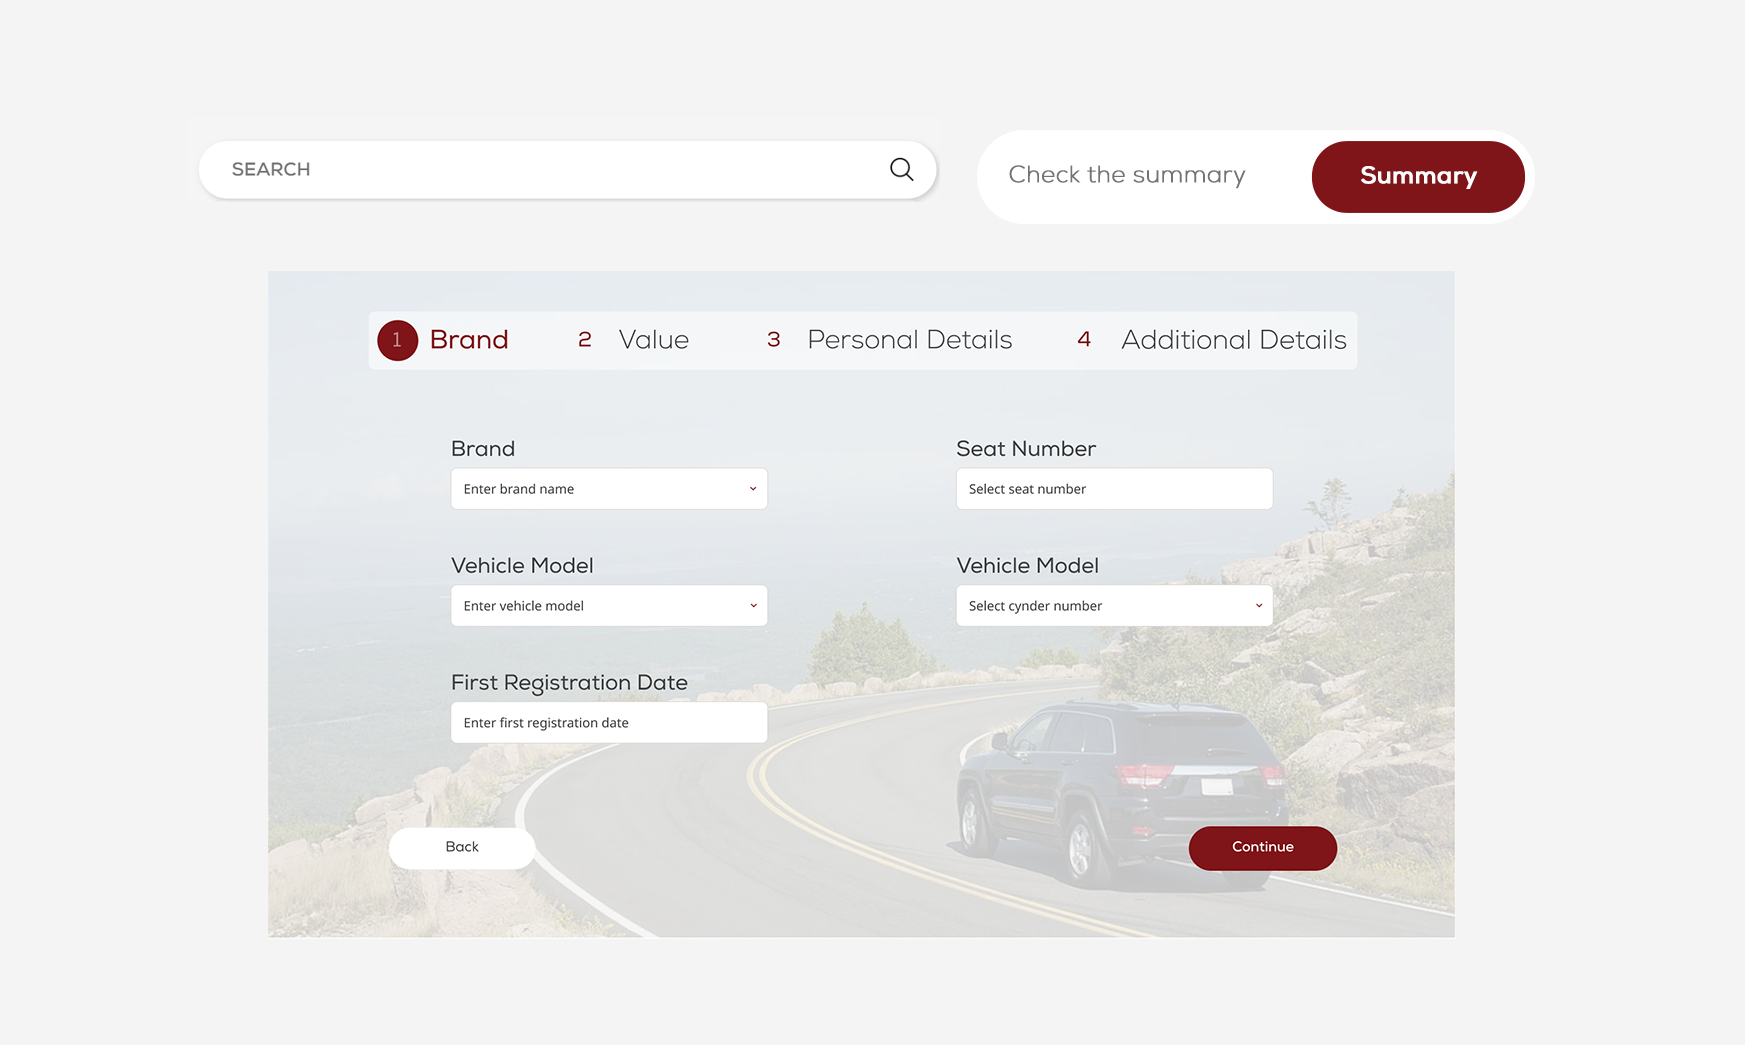 SEARCH
Check the summary
Summary
1 Brand 2 Value 3 Personal Details 4 Additional Details
Brand
Enter brand name
Seat Number
Select seat number
Vehicle Model
Enter vehicle model
Vehicle Model
Select cynder number
First Registration Date
Enter first registration date
Back
Continue